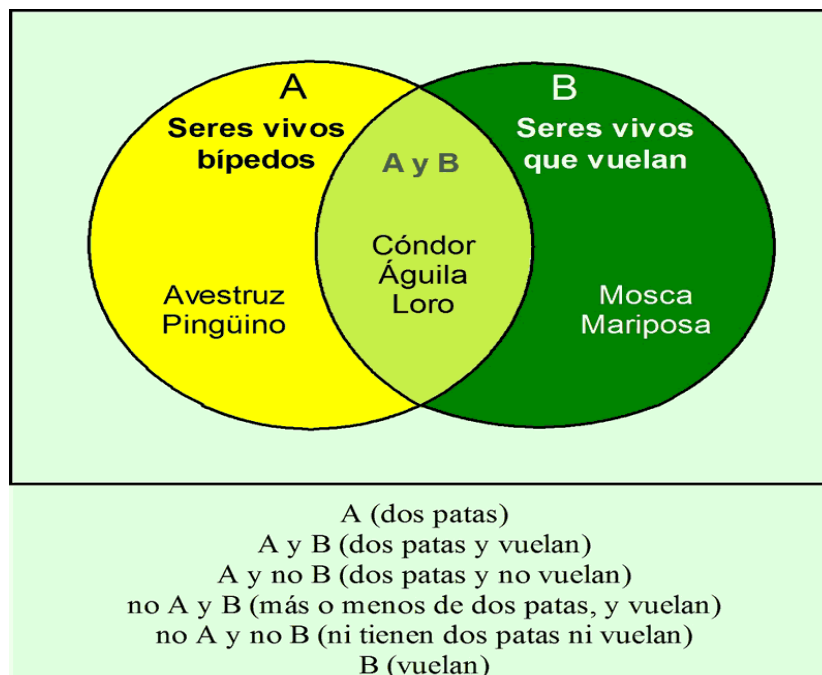 A
Seres vivos
bípedos
Avestruz
Pingüino
A y B
Cóndor
Águila
Loro
B
Seres vivos
que vuelan
Mosca
Mariposa
A (dos patas)
A y B (dos patas y vuelan)
A y no B (dos patas y no vuelan)
no A y B (más o menos de dos patas, y vuelan)
no A y no B (ni tienen dos patas ni vuelan)
B (vuelan)